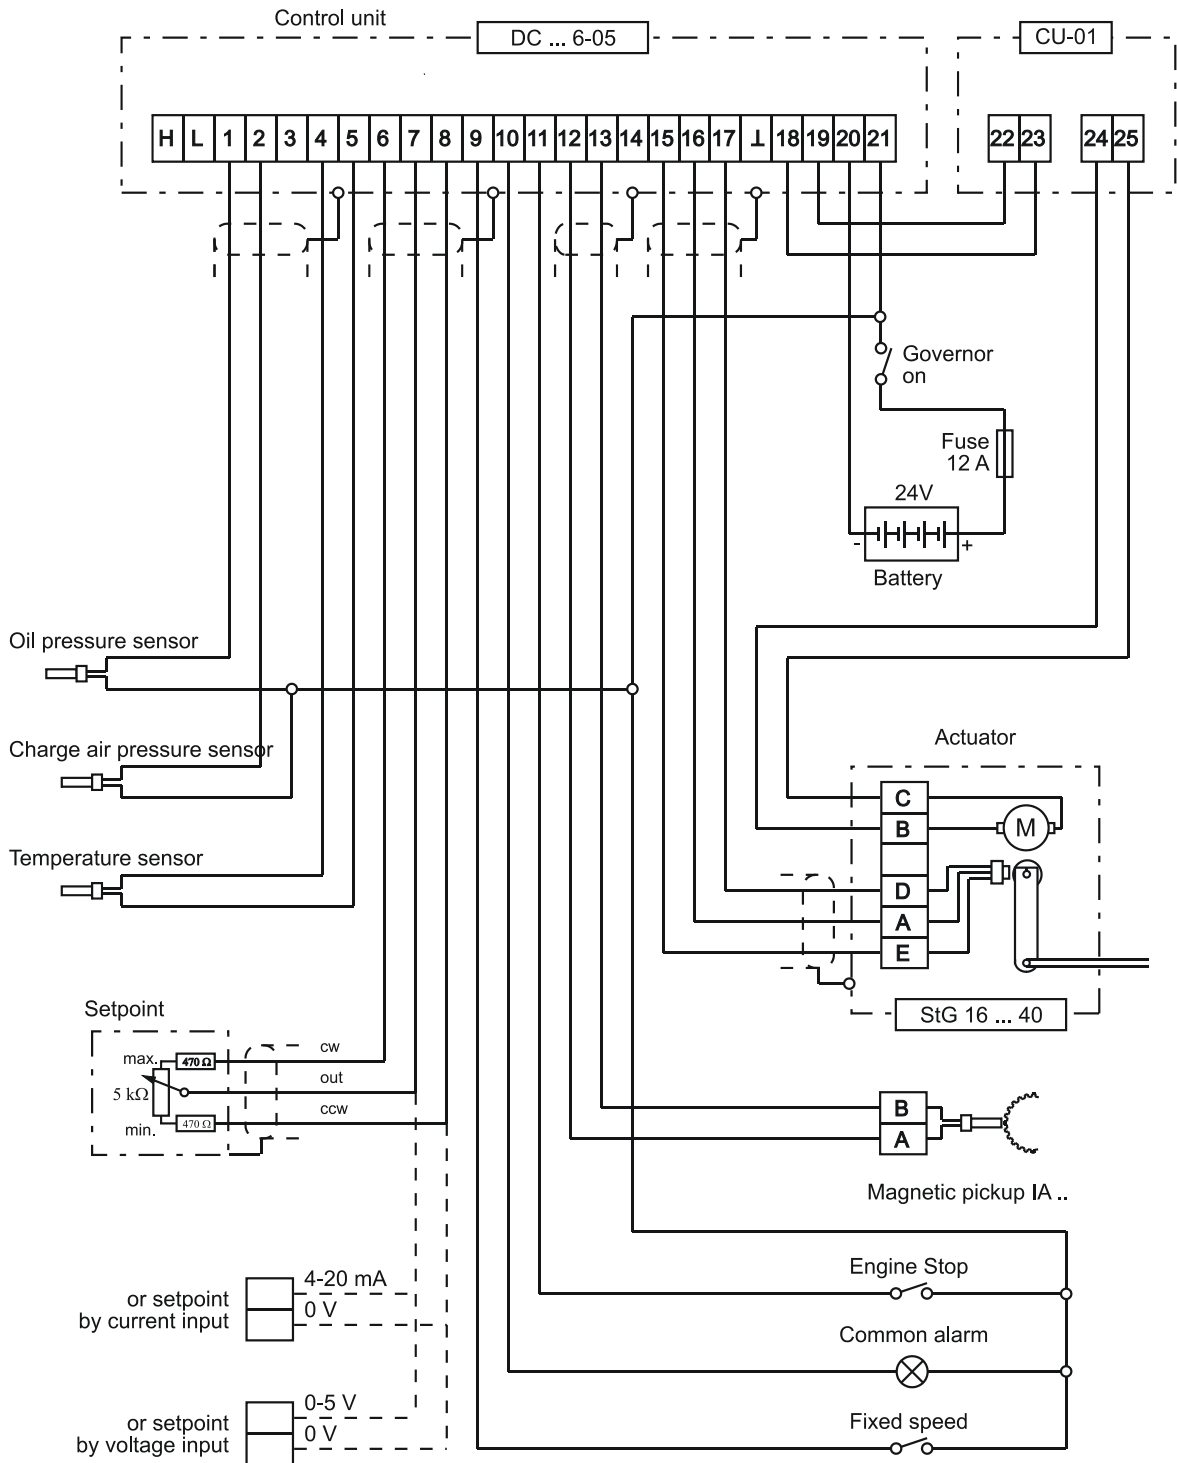 Control unit
DC ... 6-05
CU-01
H L 1 2 3 4 5 6 7 8 9 10 11 12 13 14 15 16 17 ⊥ 18 19 20 21
22 23 24 25
Governor
on
Fuse
12 A
24V
- +
Battery
Oil pressure sensor
Charge air pressure sensor
Temperature sensor
Actuator
C
B
M
D
A
E
StG 16 ... 40
Setpoint
max.
470 Ω
cw
5 kΩ
out
min.
470 Ω
ccw
B
A
Magnetic pickup IA ..
or setpoint
by current input
4-20 mA
0 V
Engine Stop
Common alarm
or setpoint
by voltage input
0-5 V
0 V
Fixed speed